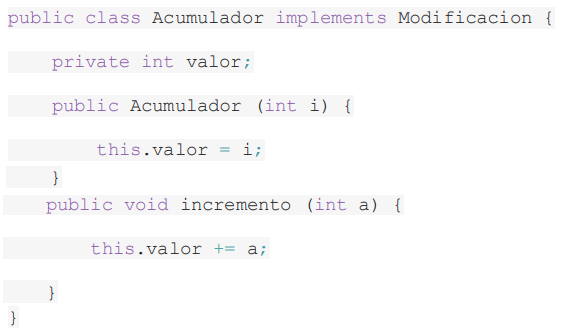 public class Acumulador implements Modificacion {
private int valor;
public Acumulador (int i) {
this.valor = i;
}
public void incremento (int a) {
this.valor += a;
}
}